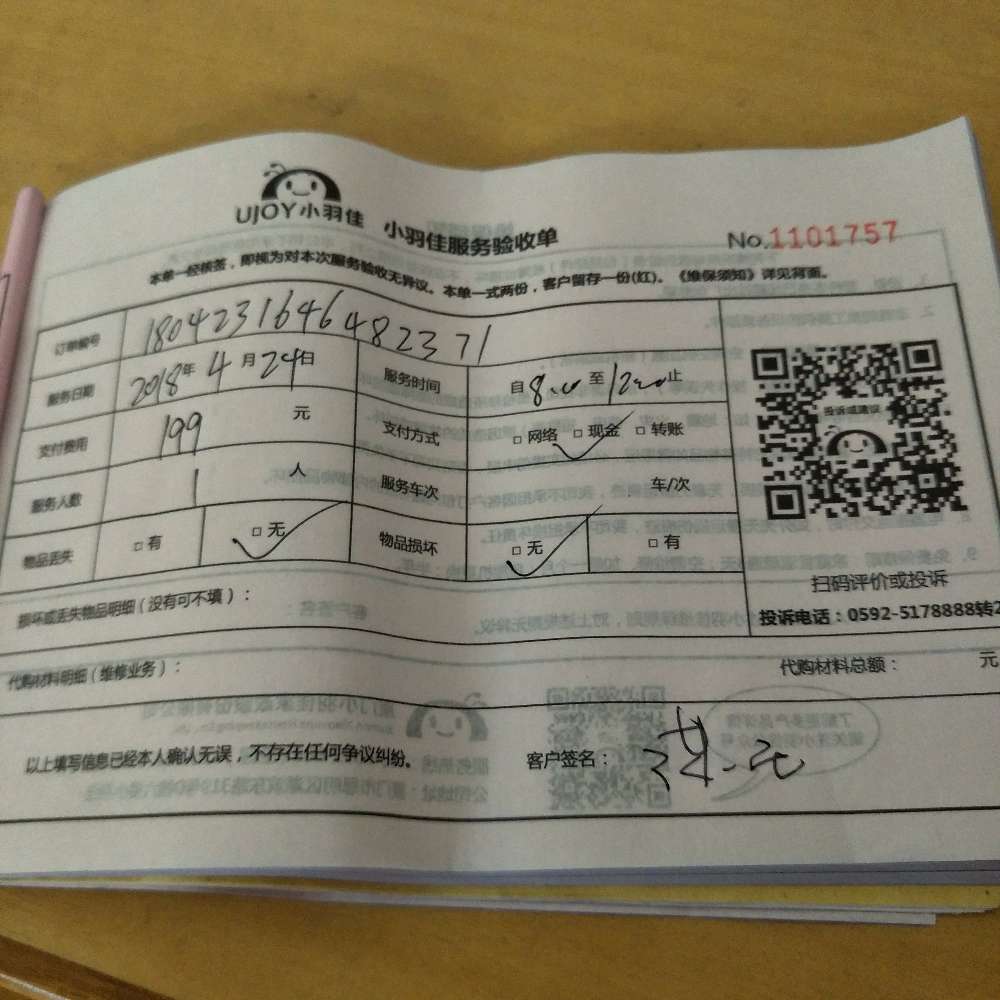 UJOY小羽佳 小羽佳服务验收单 No.1101757
本单一经核签，即视为对本次服务验收无异议。本单一式两份，客户留存一份(红)。《维保须知》详见背面。
订单编号 1804231646482371
服务日期 2018年4月24日 服务时间 自8:00至12:00止
支付费用 199 元 支付方式 □网络 □现金 □转账
服务人数 1 人 服务车次 车/次
物品丢失 □有 □无 物品损坏 □无 □有
投诉或建议
扫码评价或投诉
投诉电话：0592-5178888转2
损坏或丢失物品明细（没有可不填）：
代购材料明细（维修业务）： 代购材料总额： 元
以上填写信息已经本人确认无误，不存在任何争议纠纷。 客户签名：